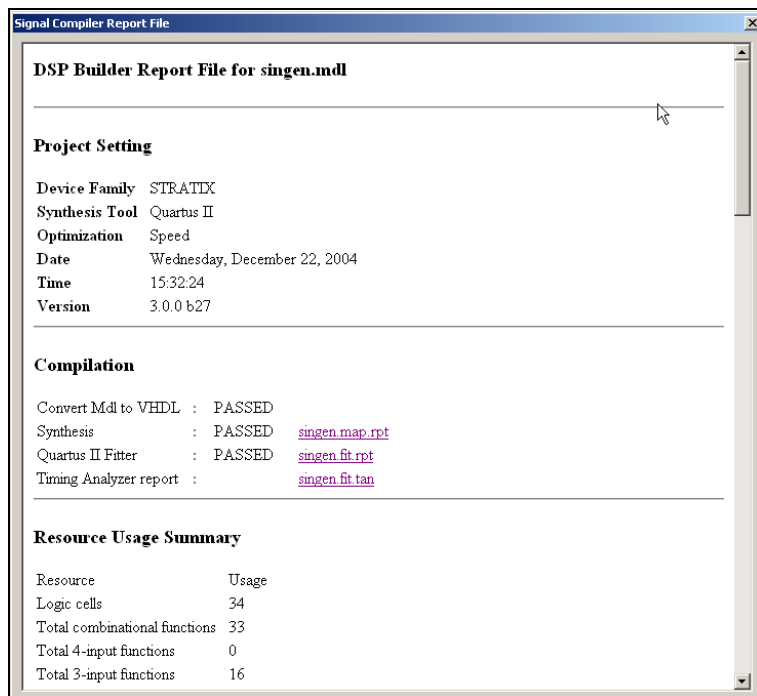 Signal Compiler Report File
DSP Builder Report File for singen.mdl
Project Setting
Device Family STRATIX
Synthesis Tool Quartus II
Optimization Speed
Date Wednesday, December 22, 2004
Time 15:32:24
Version 3.0.0 b27
Compilation
Convert Mdl to VHDL : PASSED
Synthesis : PASSED singen.map.rpt
Quartus II Fitter : PASSED singen.fit.rpt
Timing Analyzer report : singen.fit.tan
Resource Usage Summary
Resource Usage
Logic cells 34
Total combinational functions 33
Total 4-input functions 0
Total 3-input functions 16